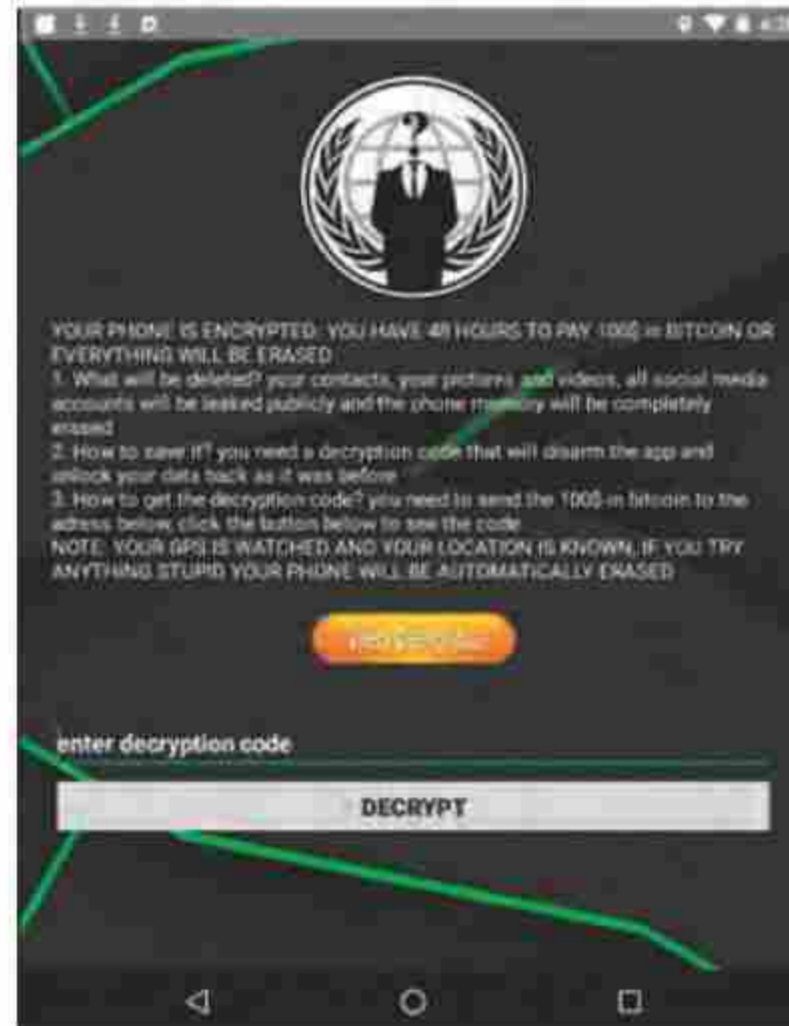 ?
YOUR PHONE IS ENCRYPTED: YOU HAVE 48 HOURS TO PAY 100$ in BITCOIN OR
EVERYTHING WILL BE ERASED
1. What will be deleted? your contacts, your pictures and videos, all social media
accounts will be leaked publicly and the phone memory will be completely
erased
2. How to save it? you need a decryption code that will disarm the app and
unlock your data back as it was before
3. How to get the decryption code? you need to send the 100$ in bitcoin to the
adress below, click the button below to see the code
NOTE: YOUR GPS IS WATCHED AND YOUR LOCATION IS KNOWN, IF YOU TRY
ANYTHING STUPID YOUR PHONE WILL BE AUTOMATICALLY ERASED
enter decryption code
DECRYPT